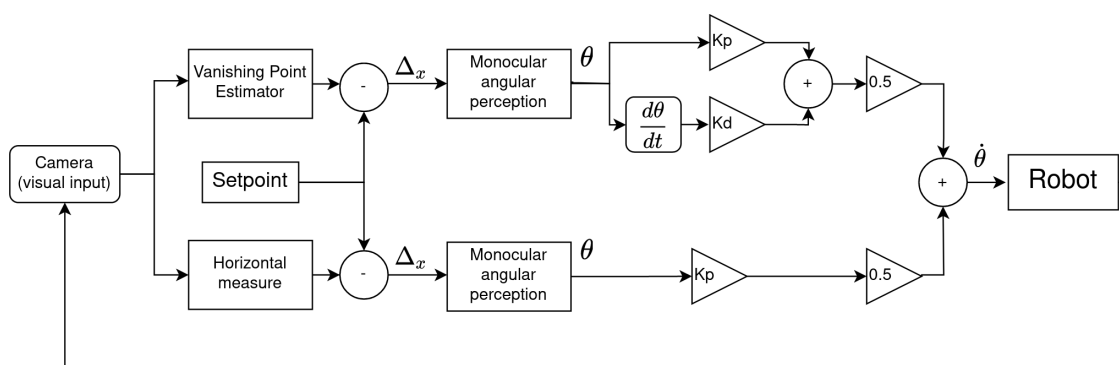 Camera
(visual input)
Vanishing Point
Estimator
-
Δx
Monocular
angular
perception
θ
Kp
dθ
dt
Kd
+
0.5
Setpoint
Horizontal
measure
-
Δx
Monocular
angular
perception
θ
Kp
0.5
+
θ̇
Robot